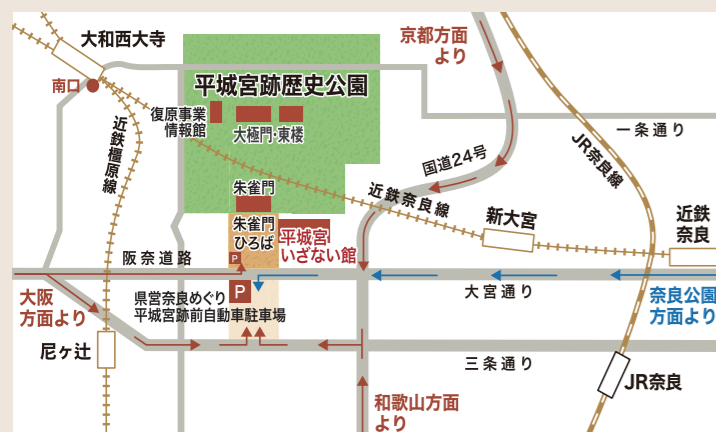 大和西大寺
南口
近鉄橿原線
平城宮跡歴史公園
復原事業
情報館
大極門・東楼
朱雀門
朱雀門
ひろば
平城宮
いざない館
P
P
京都方面
より
国道24号
近鉄奈良線
新大宮
JR奈良線
一条通り
近鉄
奈良
阪奈道路
大阪
方面より
県営奈良めぐり
平城宮跡前自動車駐車場
大宮通り
奈良公園
方面より
尼ヶ辻
三条通り
JR奈良
和歌山方面
より